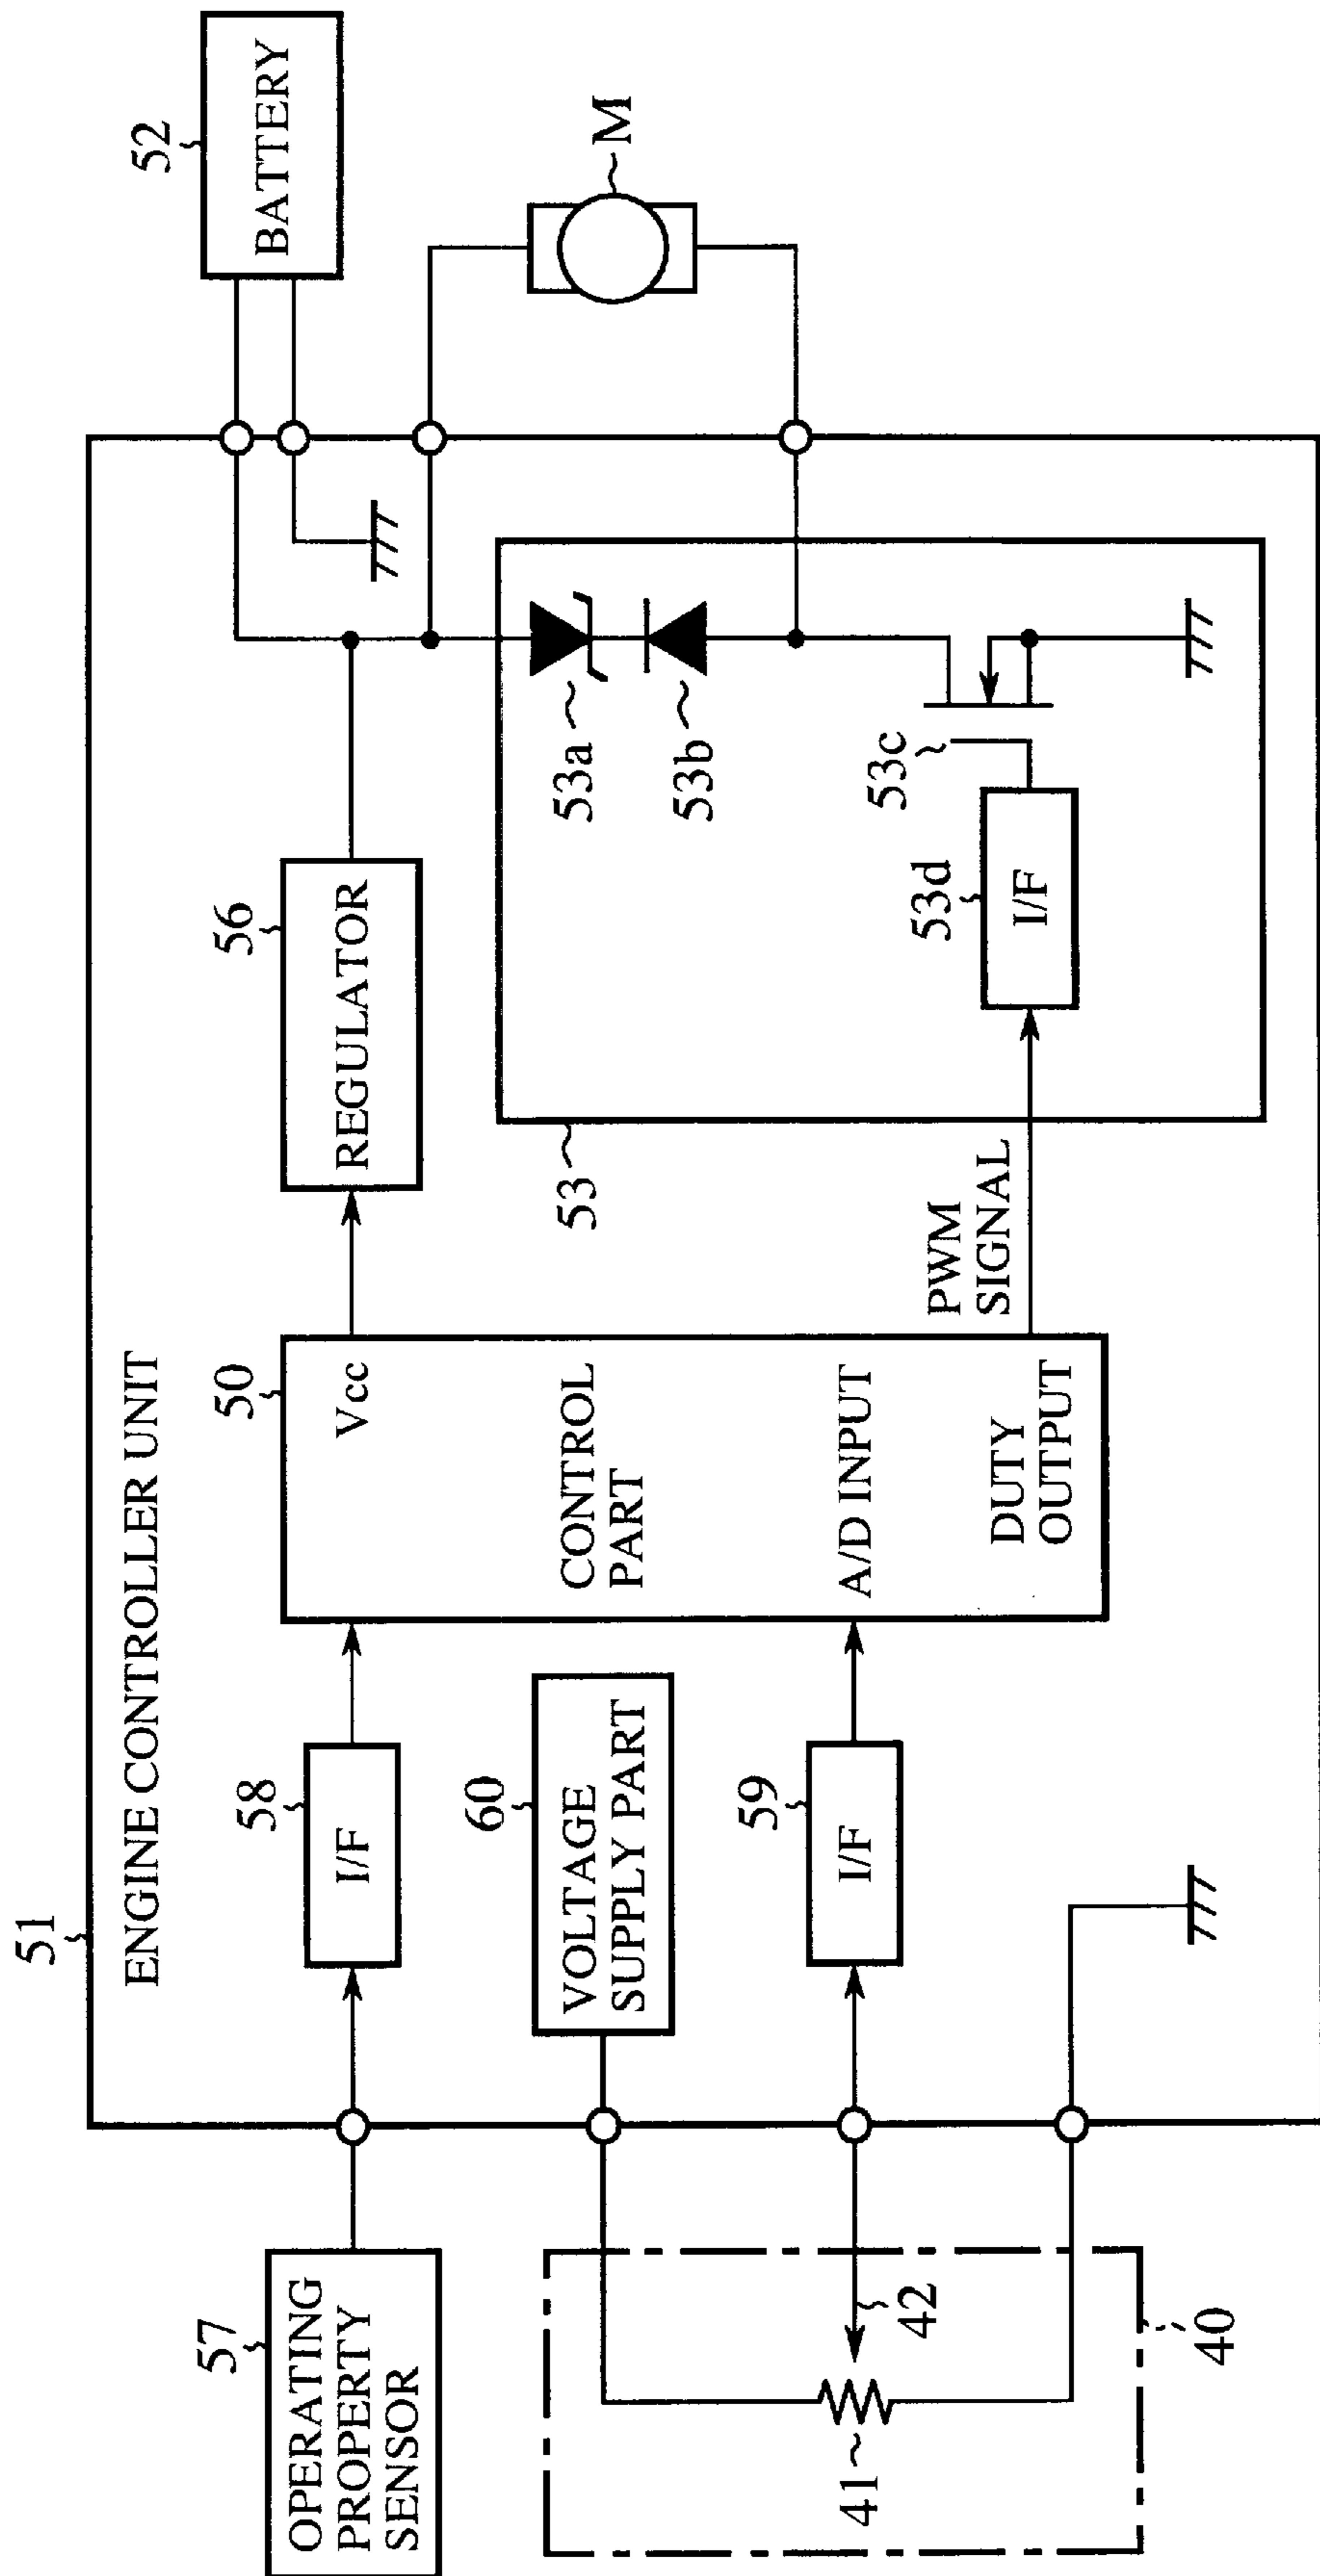 51
ENGINE CONTROLLER UNIT
52
BATTERY
57
OPERATING
PROPERTY
SENSOR
58
I/F
50
Vcc
CONTROL
PART
A/D INPUT
DUTY
OUTPUT
56
REGULATOR
M
60
VOLTAGE
SUPPLY PART
59
I/F
PWM
SIGNAL
53
53a
53b
53c
53d
I/F
41
42
40